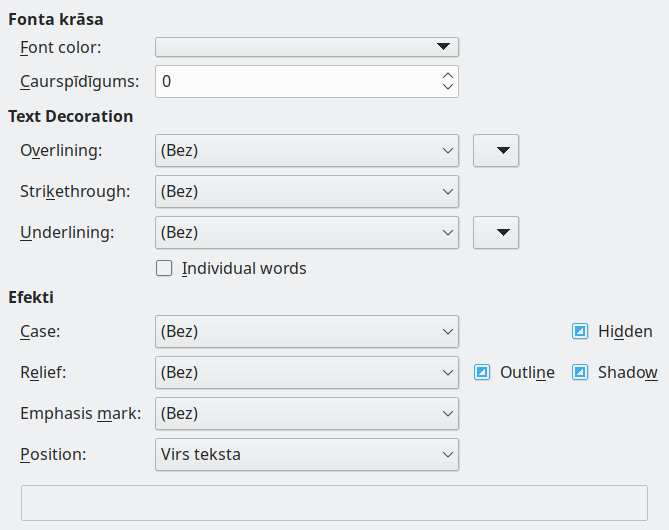 Fonta krāsa
Font color:
Caurspīdīgums: 0
Text Decoration
Overlining: (Bez)
Strikethrough: (Bez)
Underlining: (Bez)
Individual words
Efekti
Case: (Bez) Hidden
Relief: (Bez) Outline Shadow
Emphasis mark: (Bez)
Position: Virs teksta